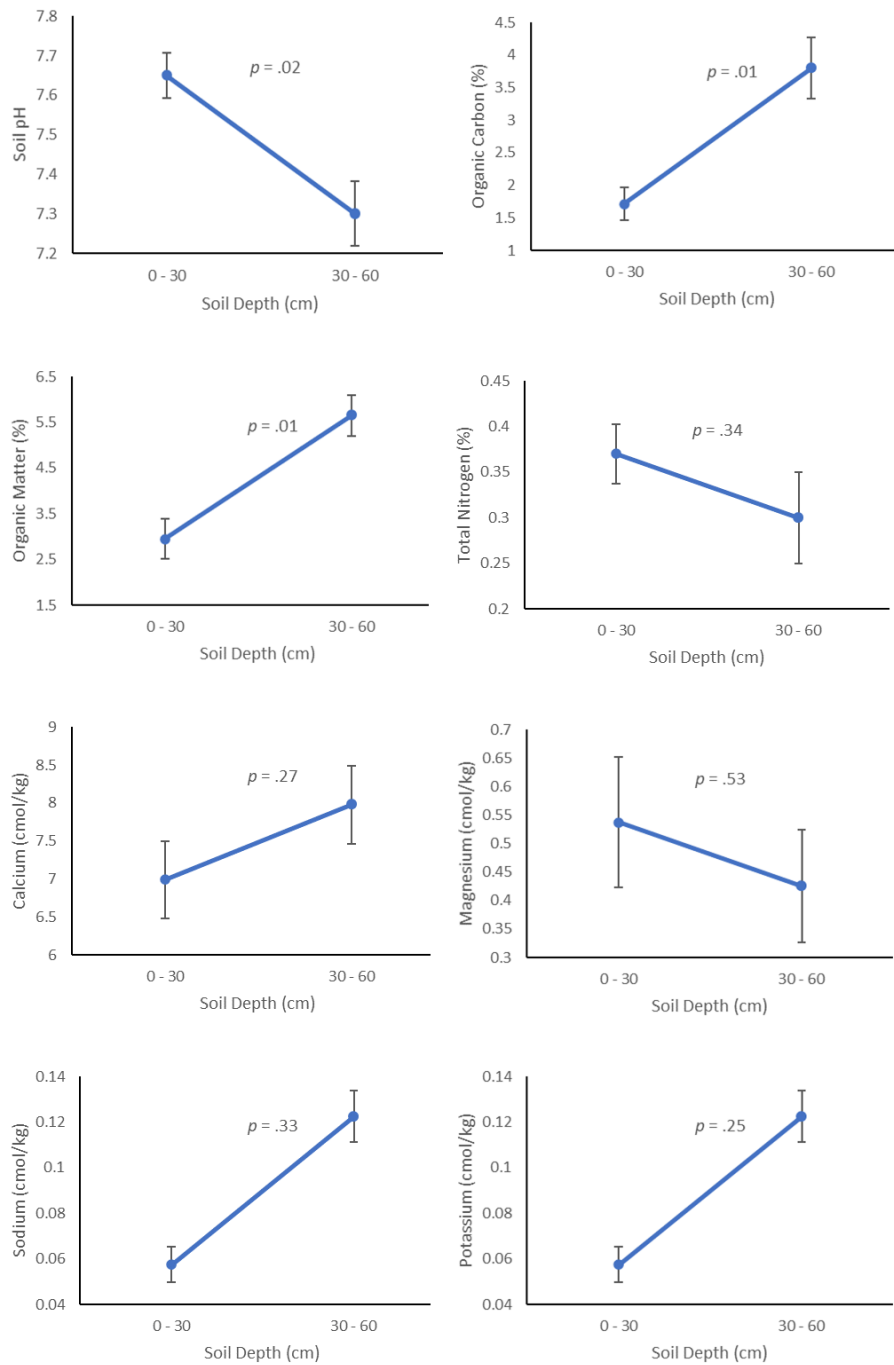 7.8
7.7
7.6
7.5
7.4
7.3
7.2
Soil pH
p = .02
0 - 30
30 - 60
Soil Depth (cm)
4.5
4
3.5
3
2.5
2
1.5
1
Organic Carbon (%)
p = .01
0 - 30
30 - 60
Soil Depth (cm)
6.5
5.5
4.5
3.5
2.5
1.5
Organic Matter (%)
p = .01
0 - 30
30 - 60
Soil Depth (cm)
0.45
0.4
0.35
0.3
0.25
0.2
Total Nitrogen (%)
p = .34
0 - 30
30 - 60
Soil Depth (cm)
9
8.5
8
7.5
7
6.5
6
Calcium (cmol/kg)
p = .27
0 - 30
30 - 60
Soil Depth (cm)
0.7
0.65
0.6
0.55
0.5
0.45
0.4
0.35
0.3
Magnesium (cmol/kg)
p = .53
0 - 30
30 - 60
Soil Depth (cm)
0.14
0.12
0.1
0.08
0.06
0.04
Sodium (cmol/kg)
p = .33
0 - 30
30 - 60
Soil Depth (cm)
0.14
0.12
0.1
0.08
0.06
0.04
Potassium (cmol/kg)
p = .25
0 - 30
30 - 60
Soil Depth (cm)